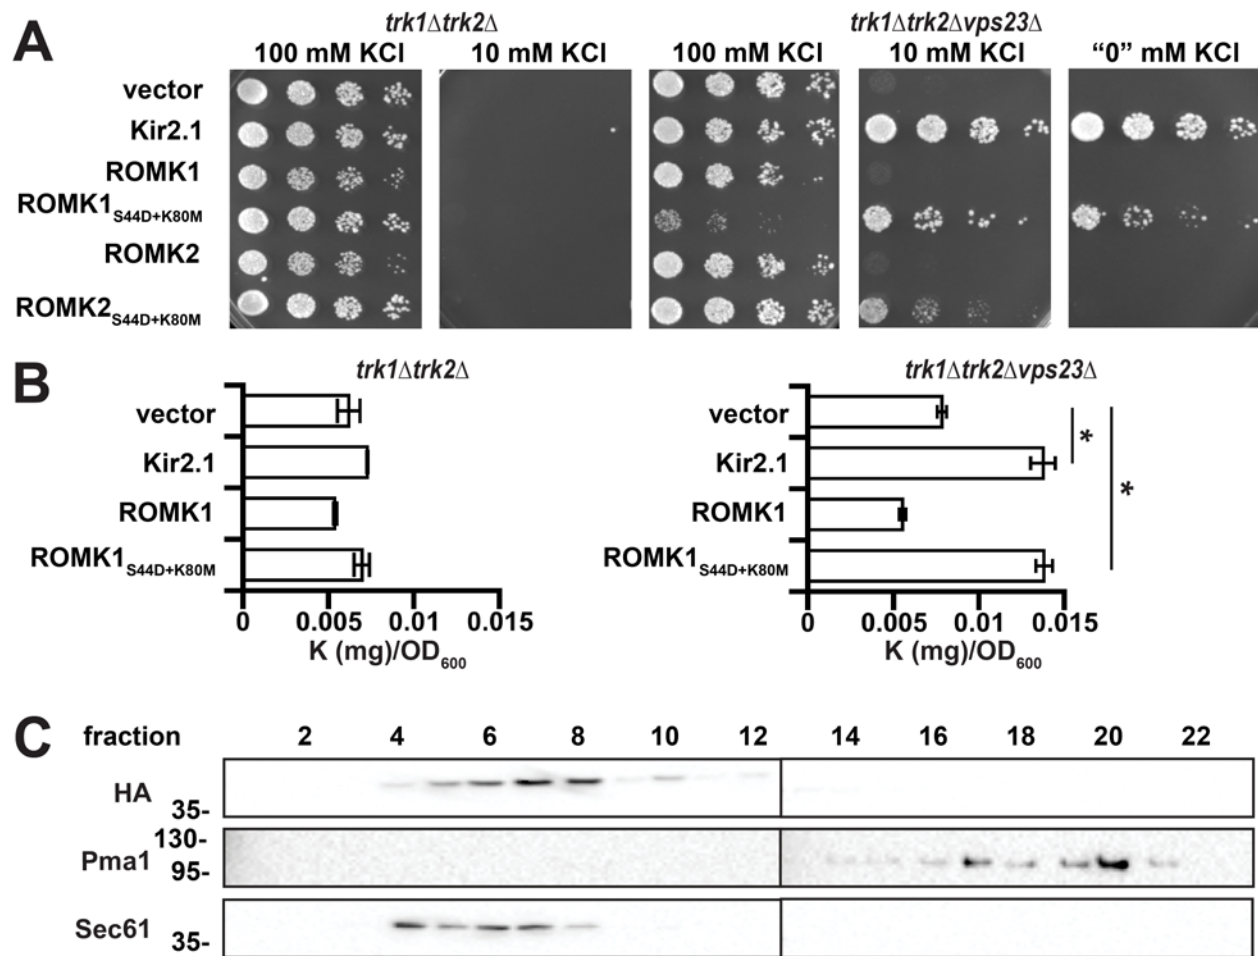 A
trk1Δtrk2Δ
trk1Δtrk2Δvps23Δ
100 mM KCl
10 mM KCl
100 mM KCl
10 mM KCl
“0” mM KCl
vector
Kir2.1
ROMK1
ROMK1S44D+K80M
ROMK2
ROMK2S44D+K80M
B
trk1Δtrk2Δ
vector
Kir2.1
ROMK1
ROMK1S44D+K80M
0 0.005 0.01 0.015
K (mg)/OD600
trk1Δtrk2Δvps23Δ
vector
Kir2.1
ROMK1
ROMK1S44D+K80M
*
*
0 0.005 0.01 0.015
K (mg)/OD600
C
fraction 2 4 6 8 10 12 14 16 18 20 22
HA
35-
130-
Pma1
95-
Sec61
35-